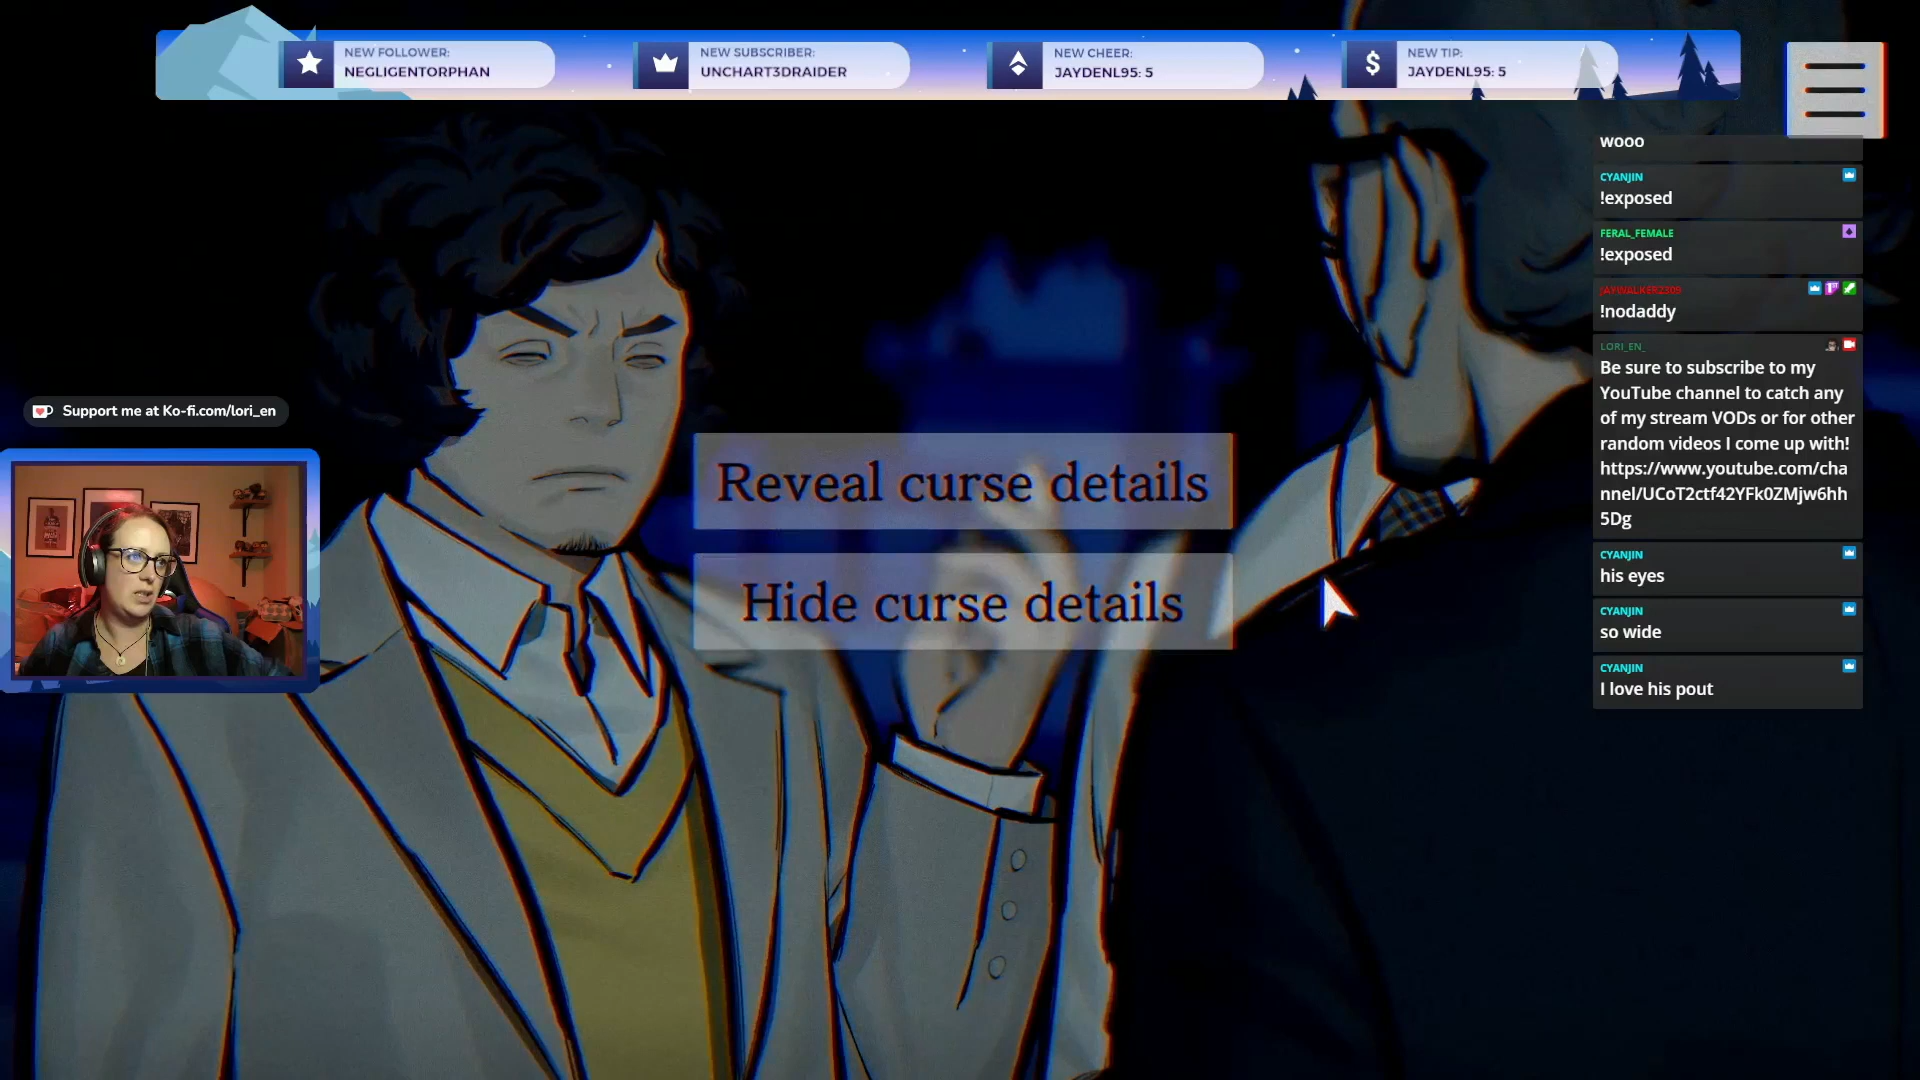 NEW FOLLOWER:
NEGLIGENTORPHAN
NEW SUBSCRIBER:
UNCHART3DRAIDER
NEW CHEER:
JAYDENL95: 5
NEW TIP:
JAYDENL95: 5
wooo
CYANJIN
!exposed
FERAL_FEMALE
!exposed
JAYWALKER2309
!nodaddy
LORI_EN_
Be sure to subscribe to my
YouTube channel to catch any
of my stream VODs or for other
random videos I come up with!
https://www.youtube.com/cha
nnel/UCoT2ctf42YFk0ZMjw6hh
5Dg
CYANJIN
his eyes
CYANJIN
so wide
CYANJIN
I love his pout
Support me at Ko-fi.com/lori_en
Reveal curse details
Hide curse details